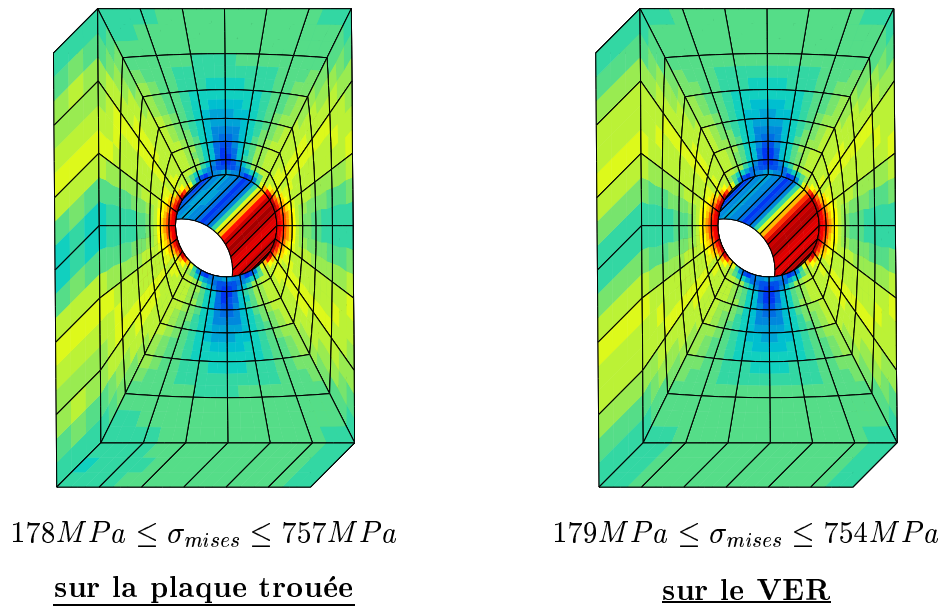 178MPa ≤ σmises ≤ 757MPa
sur la plaque trouée
179MPa ≤ σmises ≤ 754MPa
sur le VER